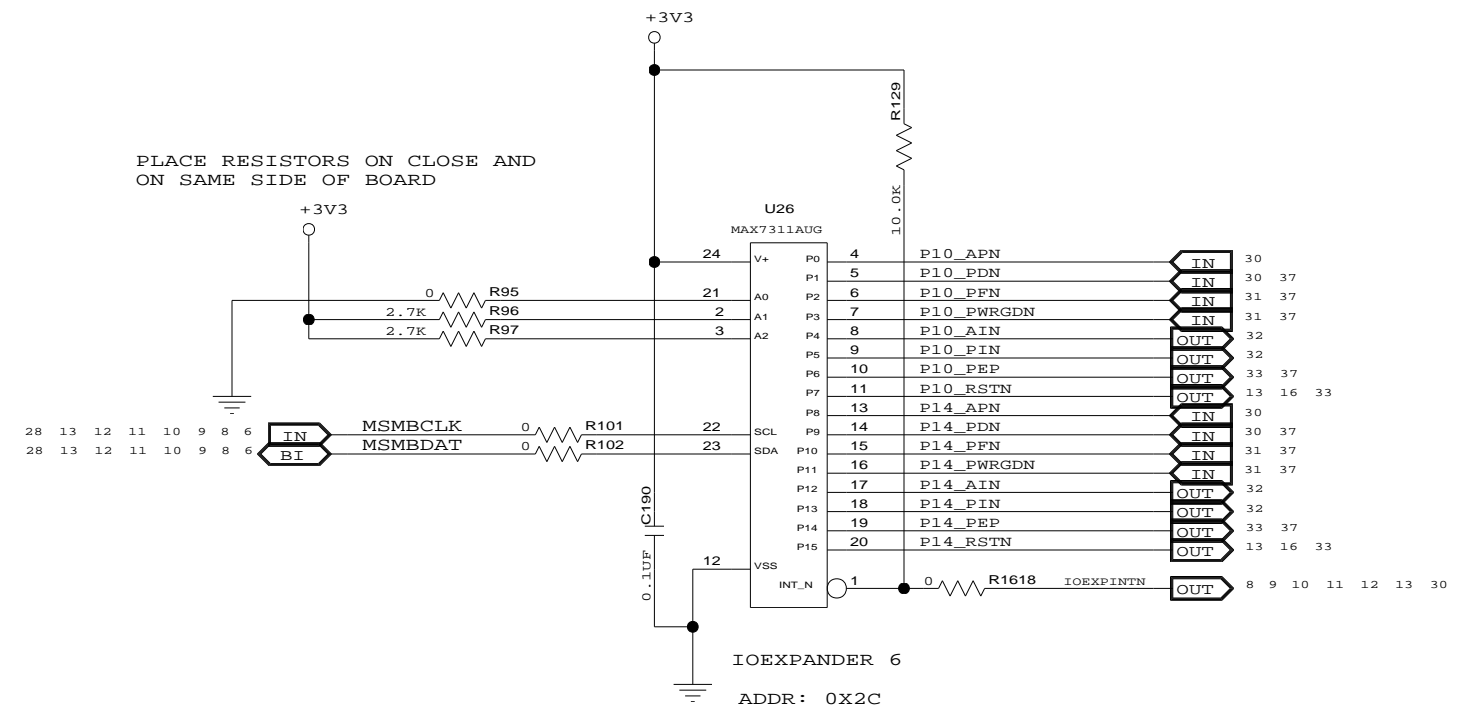 +3V3
R129
10.0K
PLACE RESISTORS ON CLOSE AND
ON SAME SIDE OF BOARD
+3V3
U26
MAX7311AUG
24 V+ P0 4 P10_APN IN 30
P1 5 P10_PDN IN 30 37
0 R95 21 A0 P2 6 P10_PFN IN 31 37
2.7K R96 2 A1 P3 7 P10_PWRGDN IN 31 37
2.7K R97 3 A2 P4 8 P10_AIN OUT 32
P5 9 P10_PIN OUT 32
P6 10 P10_PEP OUT 33 37
P7 11 P10_RSTN OUT 13 16 33
P8 13 P14_APN IN 30
28 13 12 11 10 9 8 6 IN MSMBCLK 0 R101 22 SCL P9 14 P14_PDN IN 30 37
28 13 12 11 10 9 8 6 BI MSMBDAT 0 R102 23 SDA P10 15 P14_PFN IN 31 37
P11 16 P14_PWRGDN IN 31 37
P12 17 P14_AIN OUT 32
P13 18 P14_PIN OUT 32
C190
0.1UF
P14 19 P14_PEP OUT 33 37
P15 20 P14_RSTN OUT 13 16 33
12 VSS
INT_N 1 0 R1618 IOEXPINTN OUT 8 9 10 11 12 13 30
IOEXPANDER 6
ADDR: 0X2C